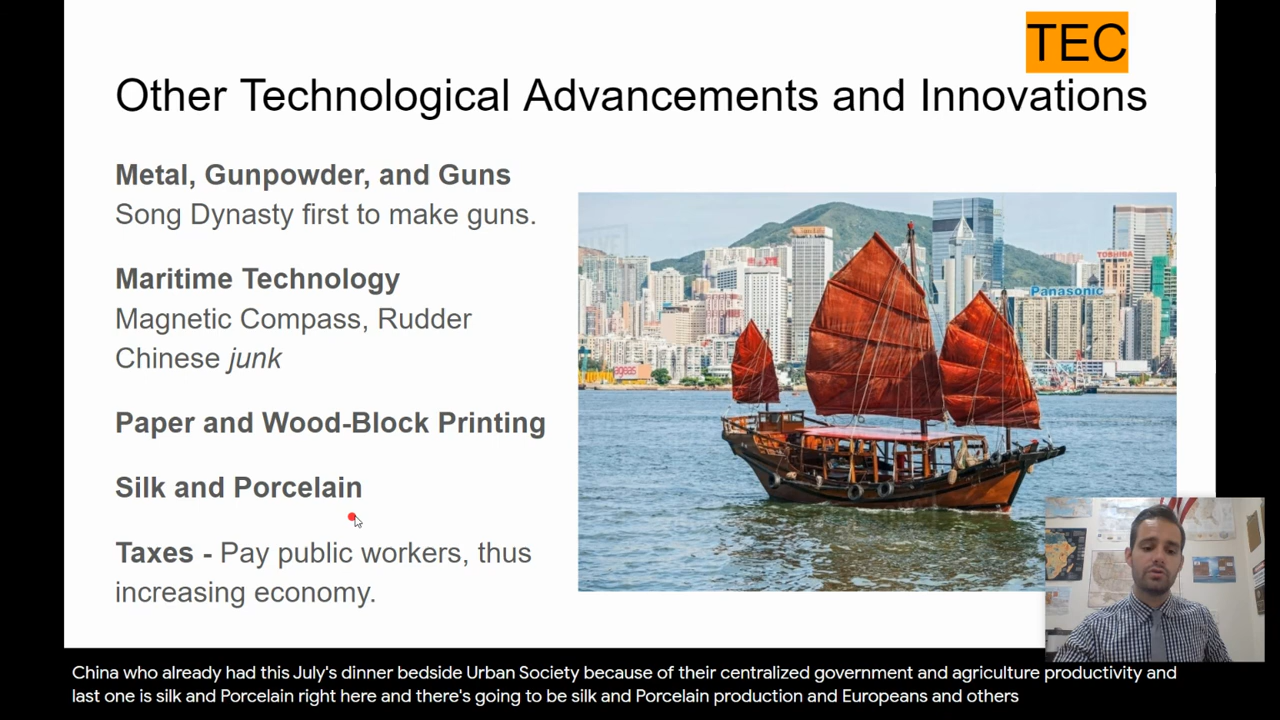 TEC
Other Technological Advancements and Innovations
Metal, Gunpowder, and Guns
Song Dynasty first to make guns.
Maritime Technology
Magnetic Compass, Rudder
Chinese junk
Paper and Wood-Block Printing
Silk and Porcelain
Taxes - Pay public workers, thus
increasing economy.
TOSHIBA
Panasonic
ageas
China who already had this July's dinner bedside Urban Society because of their centralized government and agriculture productivity and
last one is silk and Porcelain right here and there's going to be silk and Porcelain production and Europeans and others